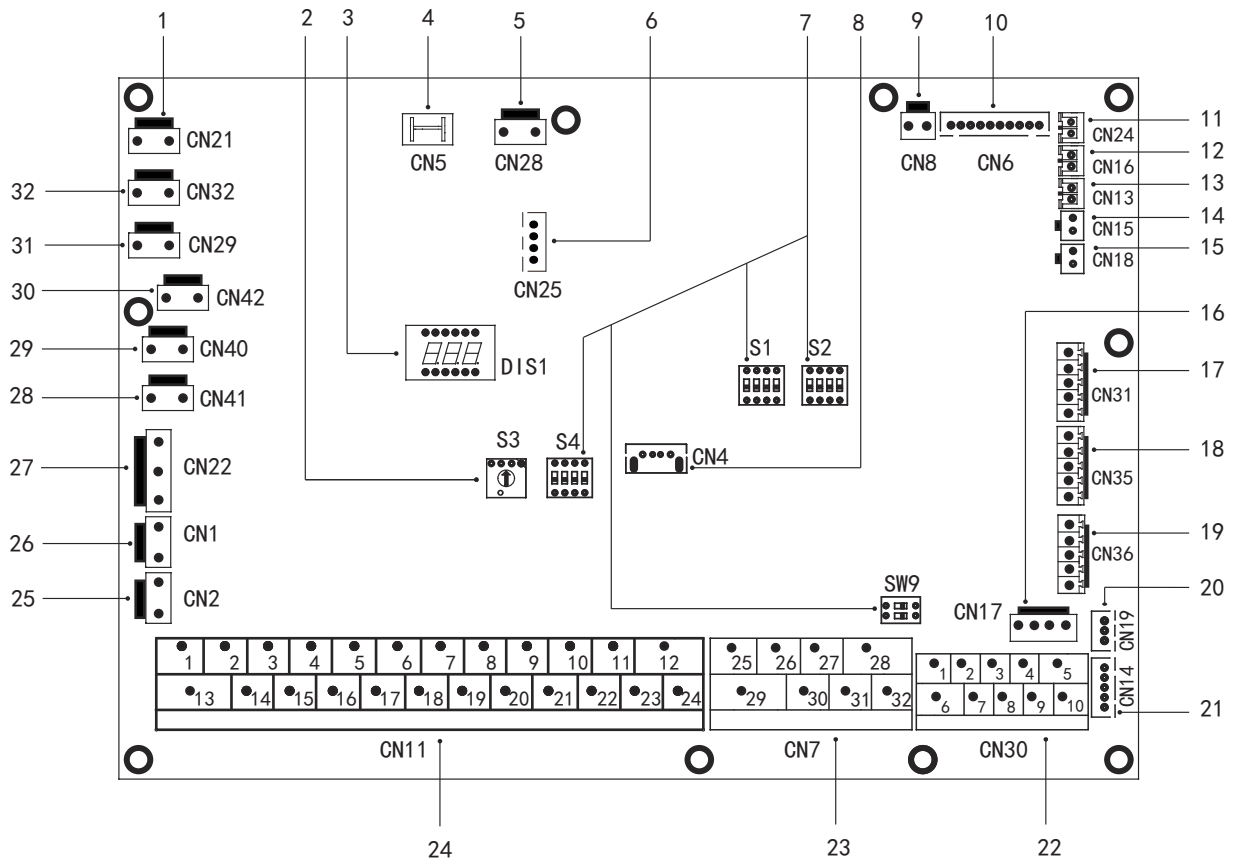 1 2 3 4 5 6 7 8 9 10
CN21
CN5
CN28
CN8
CN6
CN24
11
CN16
12
CN13
13
CN15
14
CN18
15
32
CN32
31
CN29
30
CN42
29
CN40
28
CN41
CN25
DIS1
S1 S2
16
CN31
17
CN35
18
CN36
19
27
CN22
26
CN1
25
CN2
S3 S4
CN4
SW9
CN17
CN19
20
CN14
21
1 2 3 4 5 6 7 8 9 10 11 12
13 14 15 16 17 18 19 20 21 22 23 24
CN11
25 26 27 28
29 30 31 32
CN7
1 2 3 4 5
6 7 8 9 10
CN30
24 23 22